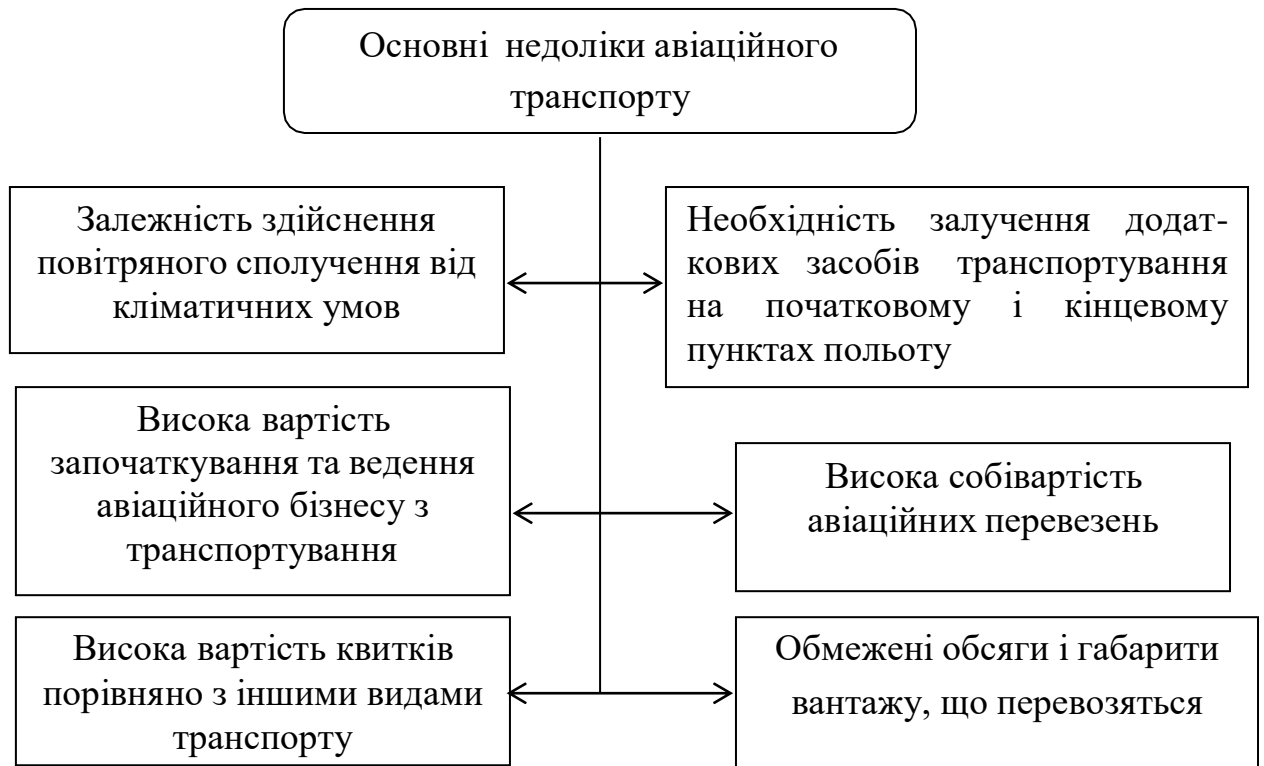 Основні недоліки авіаційного
транспорту
Залежність здійснення
повітряного сполучення від
кліматичних умов
Необхідність залучення додат-
кових засобів транспортування
на початковому і кінцевому
пунктах польоту
Висока вартість
започаткування та ведення
авіаційного бізнесу з
транспортування
Висока собівартість
авіаційних перевезень
Висока вартість квитків
порівняно з іншими видами
транспорту
Обмежені обсяги і габарити
вантажу, що перевозяться